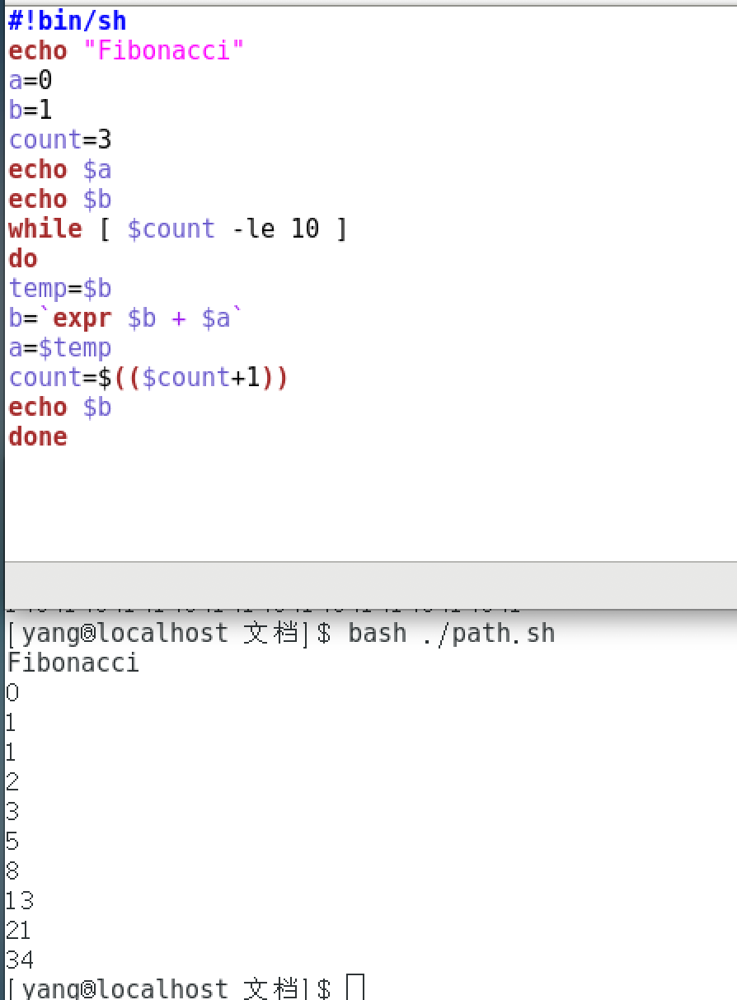 #!bin/sh
echo "Fibonacci"
a=0
b=1
count=3
echo $a
echo $b
while [ $count -le 10 ]
do
temp=$b
b=`expr $b + $a`
a=$temp
count=$(($count+1))
echo $b
done
[yang@localhost 文档]$ bash ./path.sh
Fibonacci
0
1
1
2
3
5
8
13
21
34
[yang@localhost 文档]$